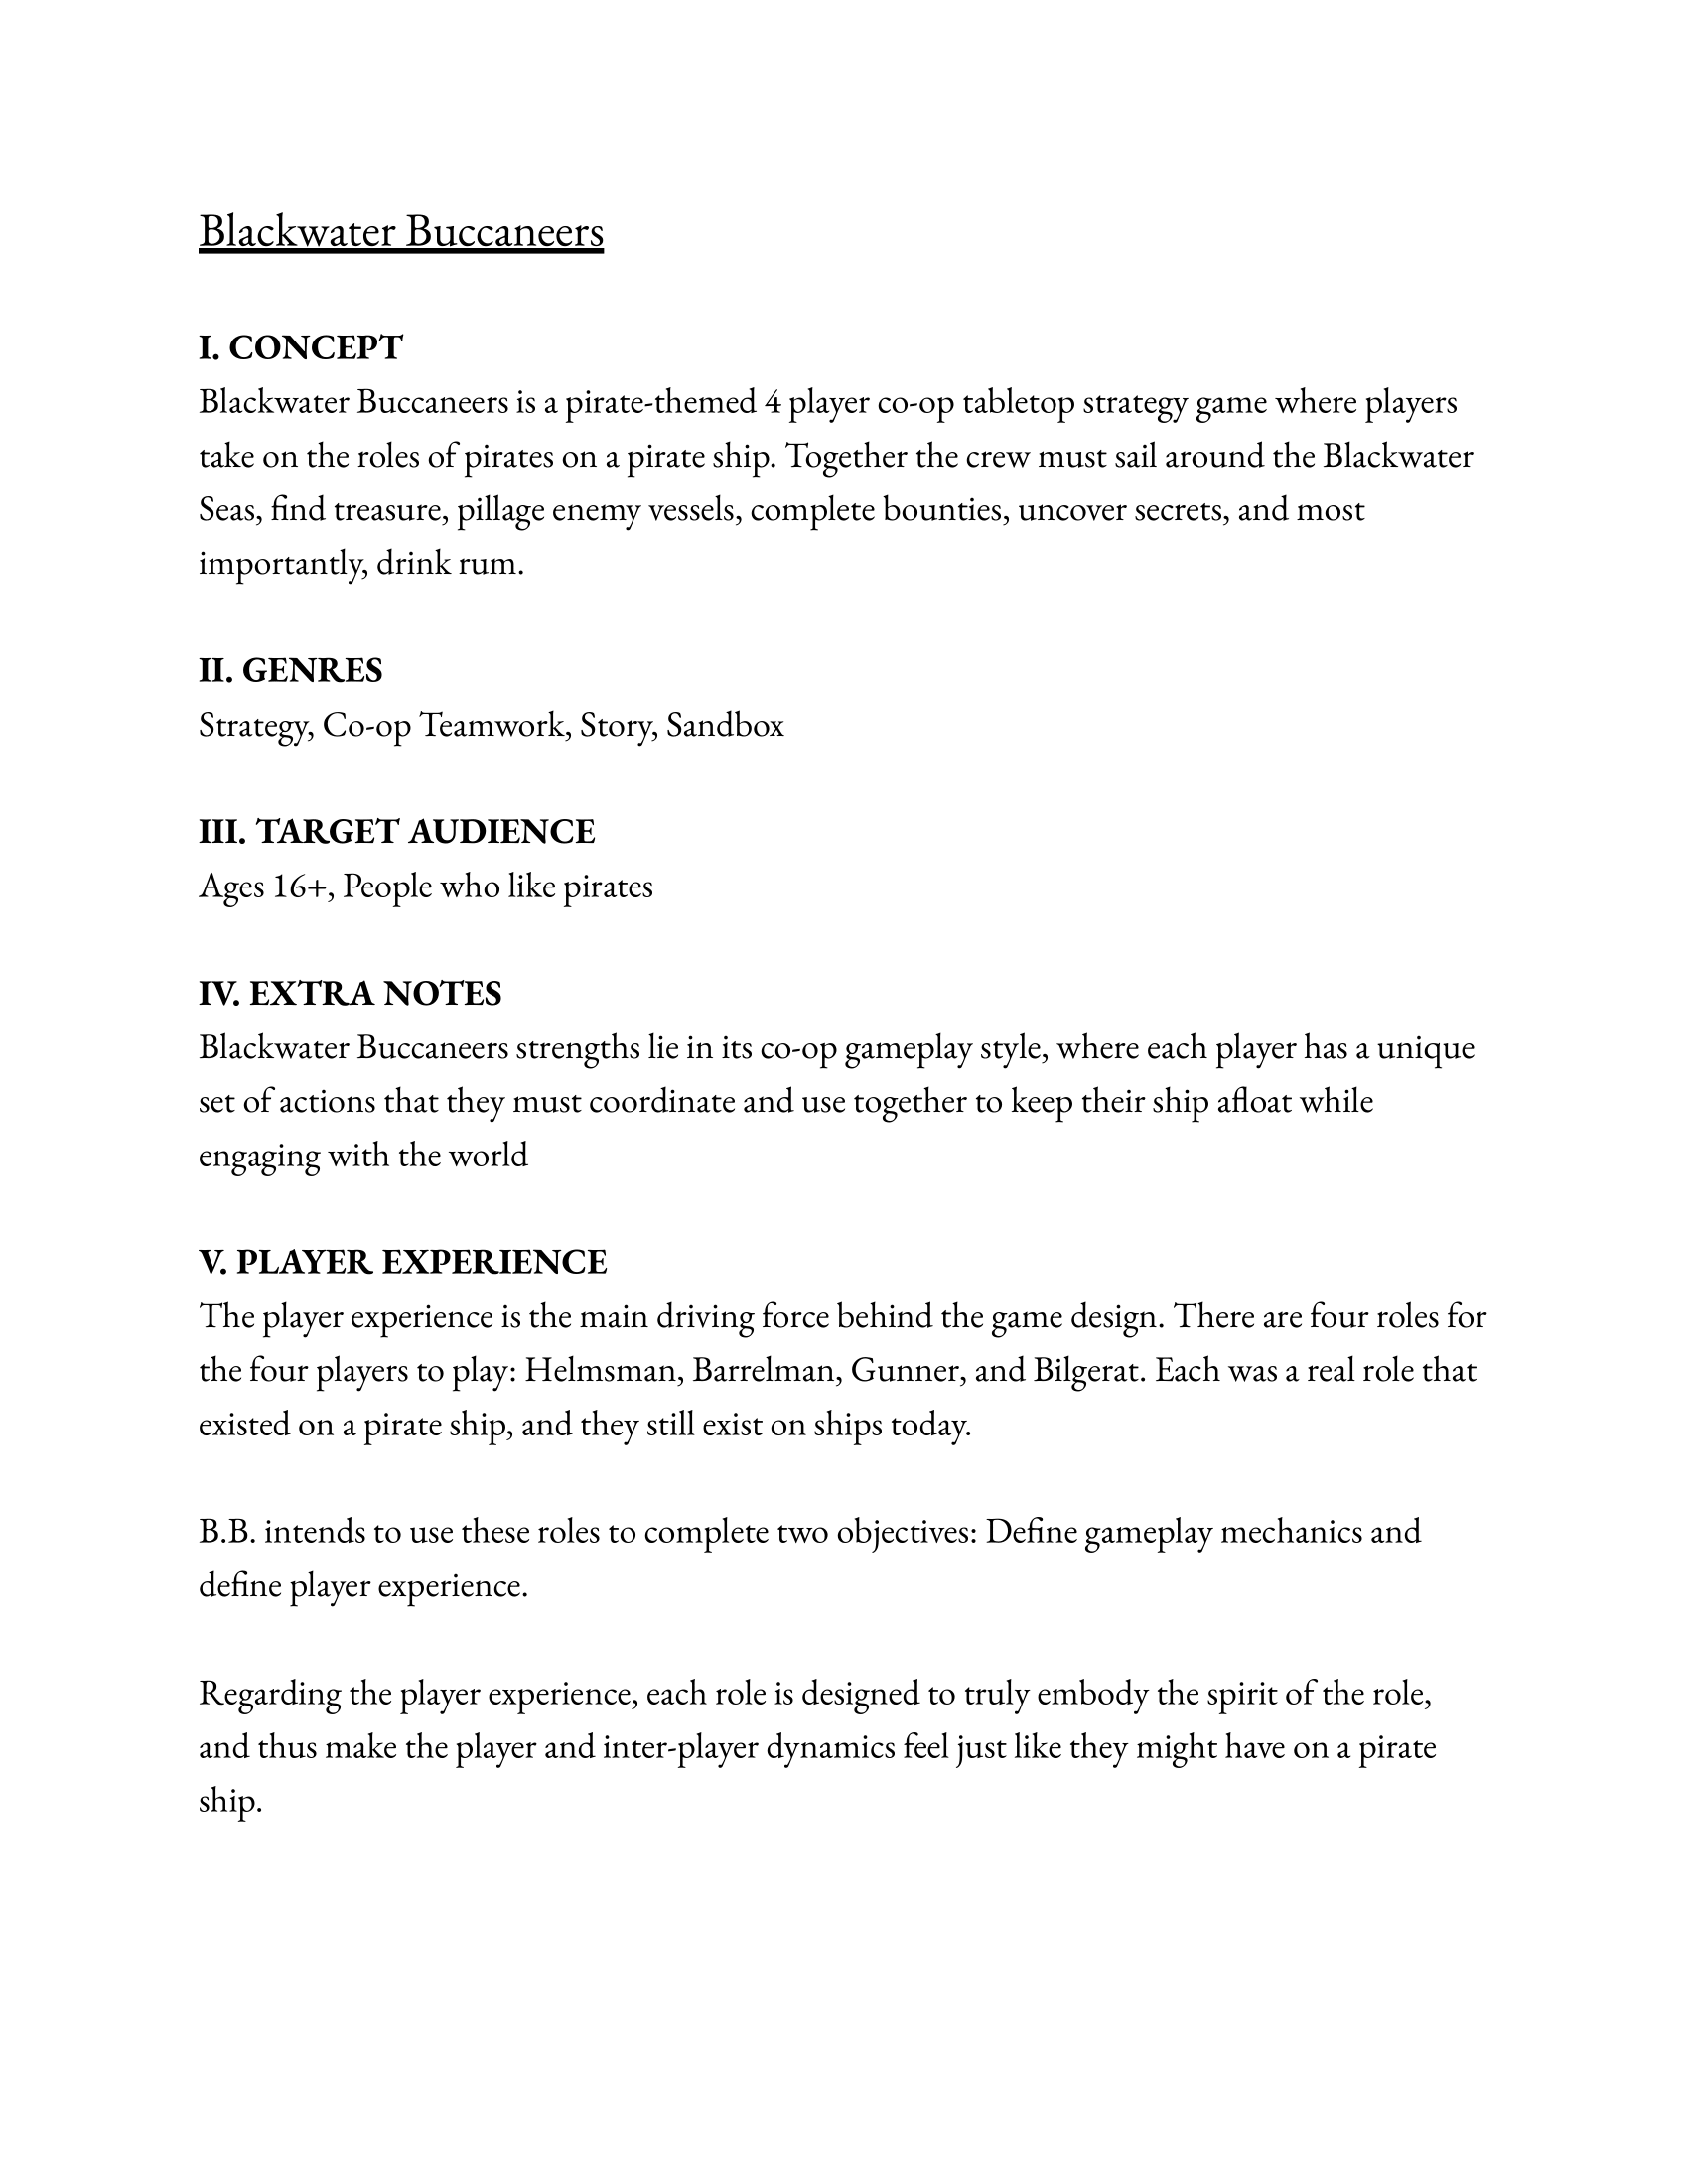 Blackwater Buccaneers
I. CONCEPT
Blackwater Buccaneers is a pirate-themed 4 player co-op tabletop strategy game where players
take on the roles of pirates on a pirate ship. Together the crew must sail around the Blackwater
Seas, find treasure, pillage enemy vessels, complete bounties, uncover secrets, and most
importantly, drink rum.
II. GENRES
Strategy, Co-op Teamwork, Story, Sandbox
III. TARGET AUDIENCE
Ages 16+, People who like pirates
IV. EXTRA NOTES
Blackwater Buccaneers strengths lie in its co-op gameplay style, where each player has a unique
set of actions that they must coordinate and use together to keep their ship afloat while
engaging with the world
V. PLAYER EXPERIENCE
The player experience is the main driving force behind the game design. There are four roles for
the four players to play: Helmsman, Barrelman, Gunner, and Bilgerat. Each was a real role that
existed on a pirate ship, and they still exist on ships today.
B.B. intends to use these roles to complete two objectives: Define gameplay mechanics and
define player experience.
Regarding the player experience, each role is designed to truly embody the spirit of the role,
and thus make the player and inter-player dynamics feel just like they might have on a pirate
ship.